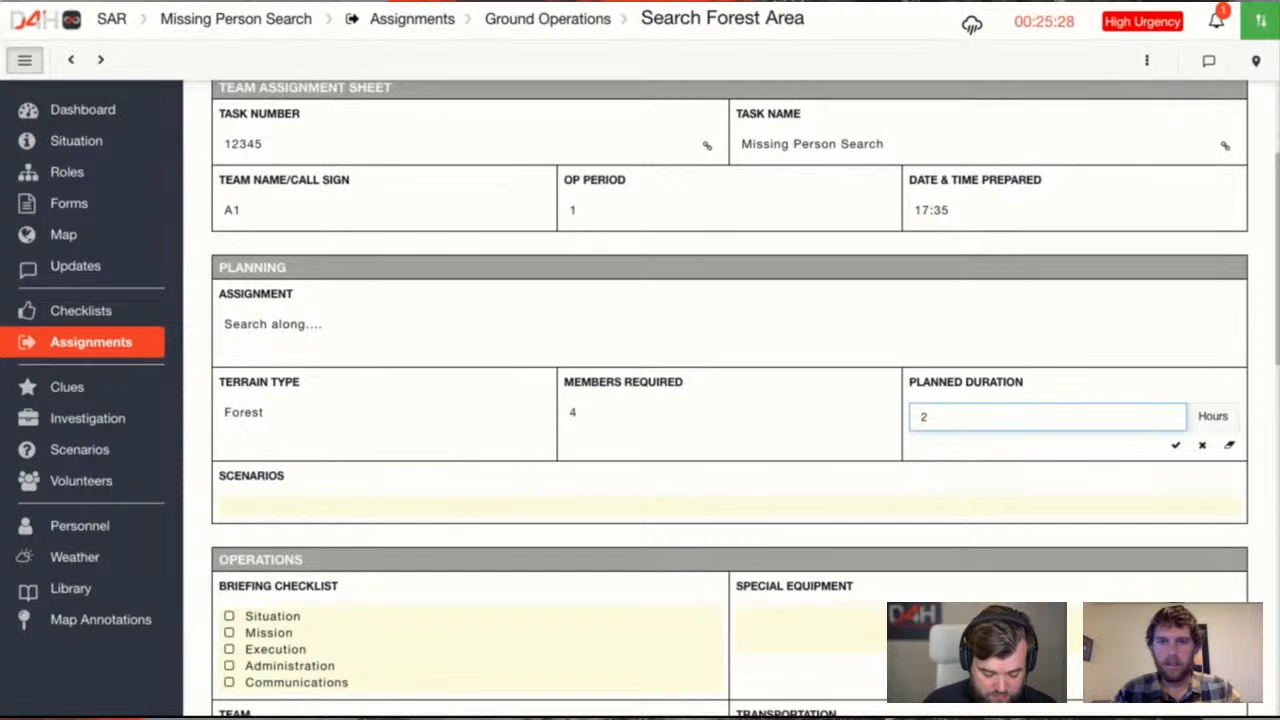 D4H SAR Missing Person Search Assignments Ground Operations Search Forest Area 00:25:28 High Urgency 1
Dashboard
Situation
Roles
Forms
Map
Updates
Checklists
Assignments
Clues
Investigation
Scenarios
Volunteers
Personnel
Weather
Library
Map Annotations
TEAM ASSIGNMENT SHEET
TASK NUMBER
12345
TASK NAME
Missing Person Search
TEAM NAME/CALL SIGN
A1
OP PERIOD
1
DATE & TIME PREPARED
17:35
PLANNING
ASSIGNMENT
Search along....
TERRAIN TYPE
Forest
MEMBERS REQUIRED
4
PLANNED DURATION
2 Hours
SCENARIOS
OPERATIONS
BRIEFING CHECKLIST
Situation
Mission
Execution
Administration
Communications
SPECIAL EQUIPMENT
TEAM
TRANSPORTATION
D4H